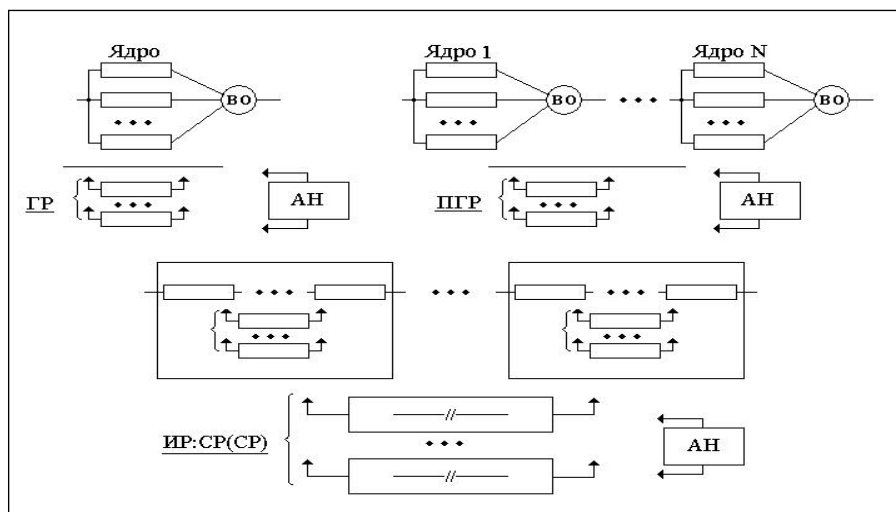 Ядро
Ядро 1
Ядро N
ВО
ВО
ВО
ГР
АН
ПГР
АН
ИР:СР(СР)
АН